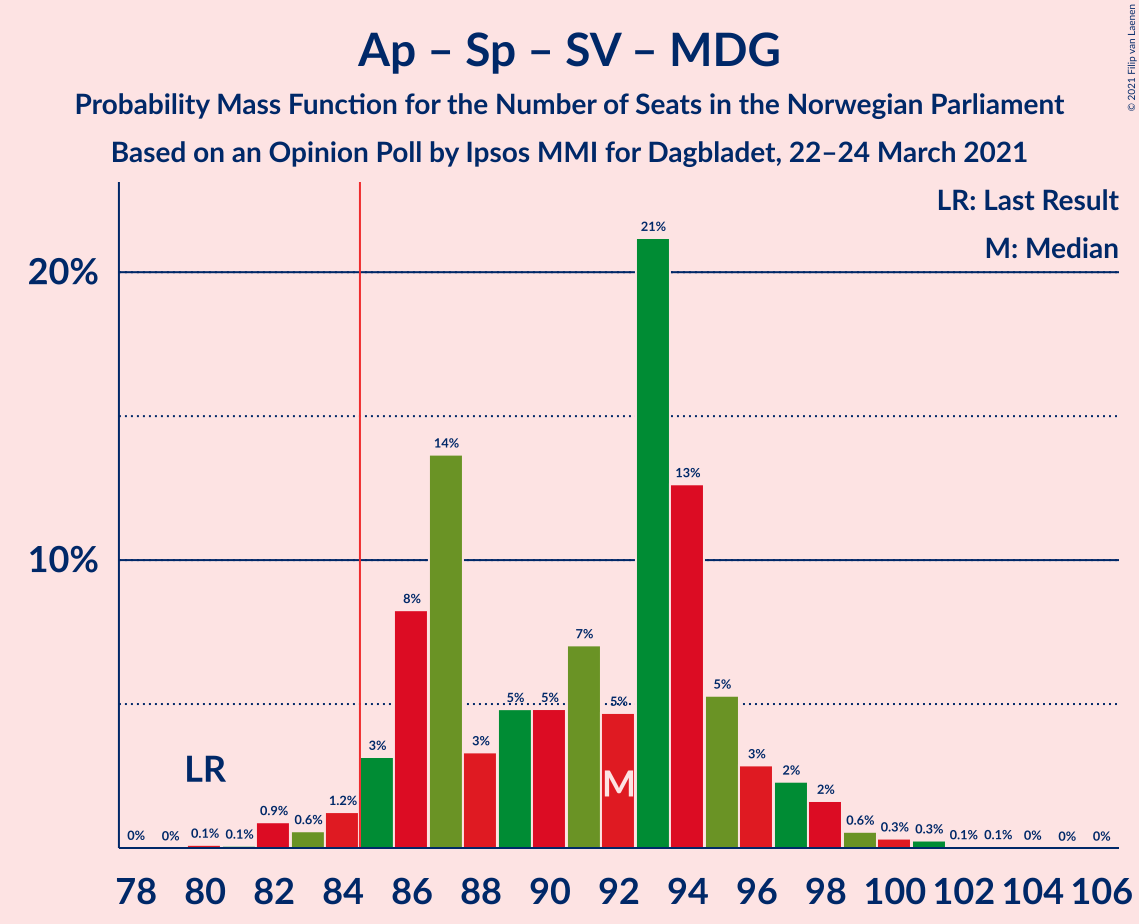 Ap – Sp – SV – MDG
Probability Mass Function for the Number of Seats in the Norwegian Parliament
Based on an Opinion Poll by Ipsos MMI for Dagbladet, 22–24 March 2021
© 2021 Filip van Laenen
LR: Last Result
M: Median
20%
10%
0% 0% 0.1% 0.1% 0.9% 0.6% 1.2% 3% 8% 14% 3% 5% 5% 7% 5% 21% 13% 5% 3% 2% 2% 0.6% 0.3% 0.3% 0.1% 0.1% 0% 0% 0%
LR
M
78 80 82 84 86 88 90 92 94 96 98 100 102 104 106